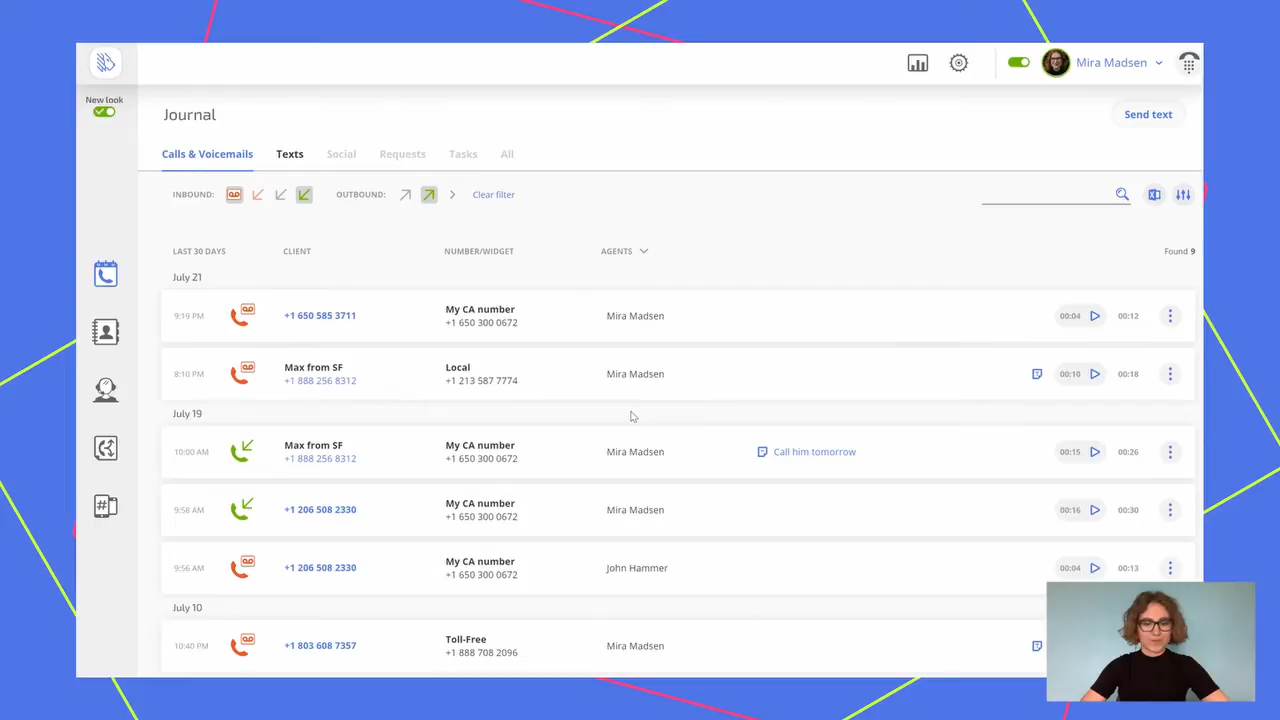 Mira Madsen
New look
Journal
Send text
Calls & Voicemails Texts Social Requests Tasks All
INBOUND: OUTBOUND: Clear filter
LAST 30 DAYS CLIENT NUMBER/WIDGET AGENTS Found 9
July 21
9:19 PM +1 650 585 3711 My CA number Mira Madsen 00:04 00:12
+1 650 300 0672
8:10 PM Max from SF Local Mira Madsen 00:10 00:18
+1 888 256 8312 +1 213 587 7774
July 19
10:00 AM Max from SF My CA number Mira Madsen Call him tomorrow 00:15 00:26
+1 888 256 8312 +1 650 300 0672
9:58 AM +1 206 508 2330 My CA number Mira Madsen 00:16 00:30
+1 650 300 0672
9:56 AM +1 206 508 2330 My CA number John Hammer 00:04 00:13
+1 650 300 0672
July 10
10:40 PM +1 803 608 7357 Toll-Free Mira Madsen
+1 888 708 2096